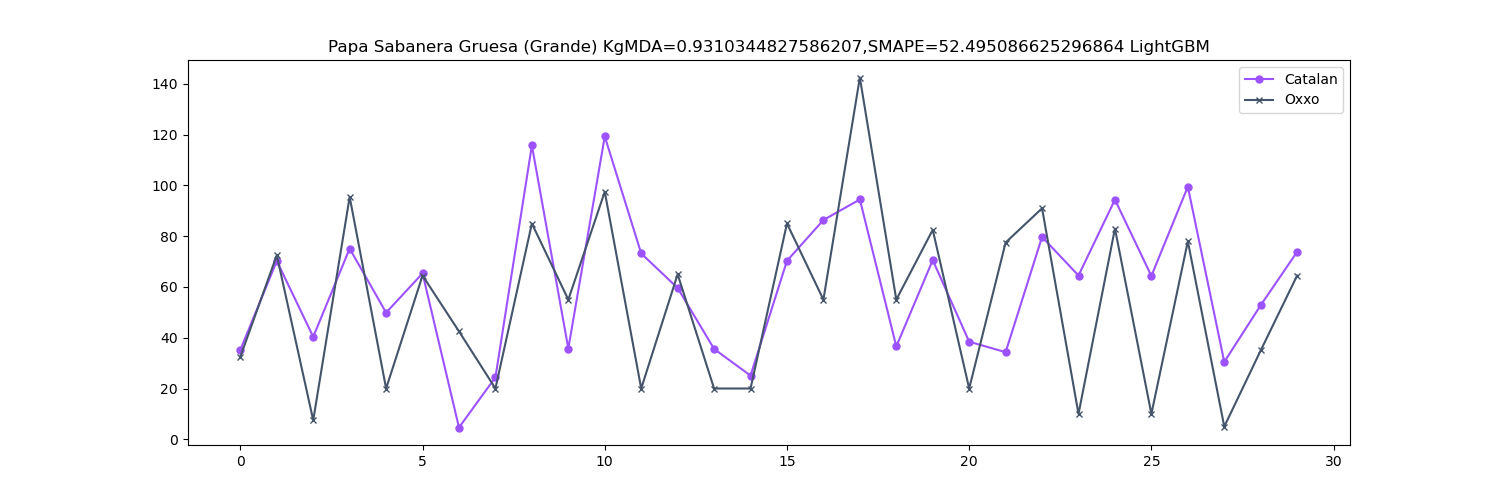 Papa Sabanera Gruesa (Grande) KgMDA=0.9310344827586207,SMAPE=52.495086625296864 LightGBM
Catalan
Oxxo
140
120
100
80
60
40
20
0
0 5 10 15 20 25 30